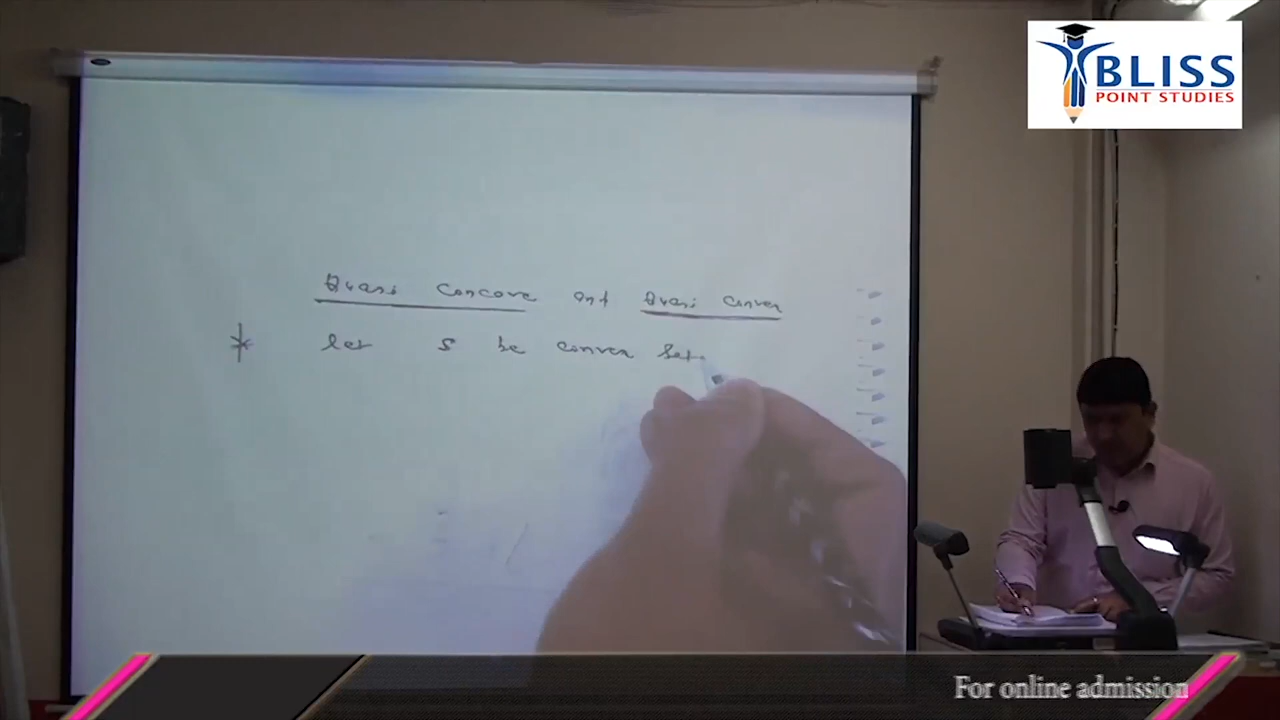 BLISS
POINT STUDIES
Quasi Concave and Quasi Convex
* let S be convex Set.
For online admission